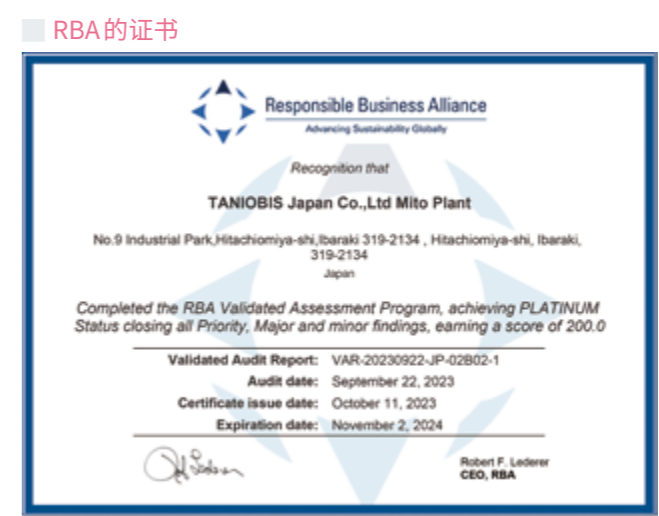 RBA的证书
Responsible Business Alliance
Advancing Sustainability Globally
Recognition that
TANIOBIS Japan Co.,Ltd Mito Plant
No.9 Industrial Park,Hitachiomiya-shi,Ibaraki 319-2134 , Hitachiomiya-shi, Ibaraki,
319-2134
Japan
Completed the RBA Validated Assessment Program, achieving PLATINUM
Status closing all Priority, Major and minor findings, earning a score of 200.0
Validated Audit Report: VAR-20230922-JP-02B02-1
Audit date: September 22, 2023
Certificate issue date: October 11, 2023
Expiration date: November 2, 2024
Robert F. Lederer
CEO, RBA